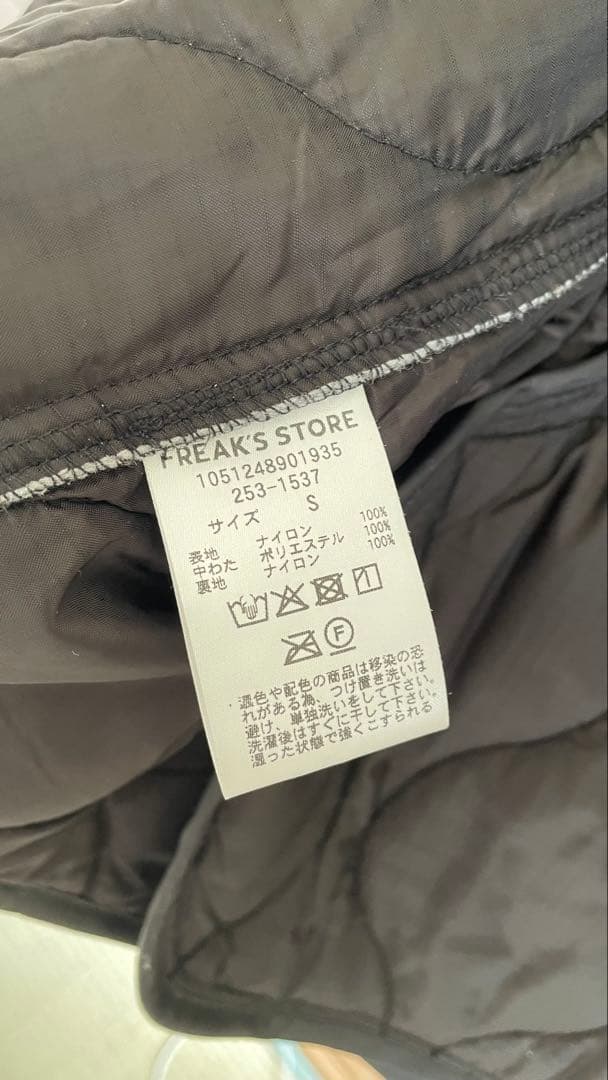 FREAK'S STORE
1051248901935
253-1537
サイズ S
表地 ナイロン 100%
中わた ポリエステル 100%
裏地 ナイロン 100%
F
濃色や配色の商品は移染の恐
れがある為、つけ置き洗いは
避け、単独洗いをして下さい。
洗濯後はすぐに干して下さい。
湿った状態で強くこすられる